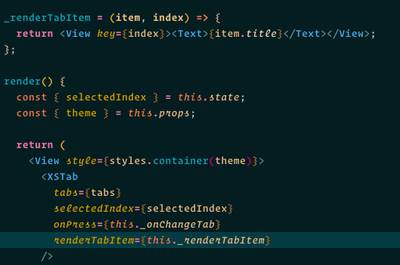 _renderTabItem = (item, index) => {
  return <View key={index}><Text>{item.title}</Text></View>;
};

render() {
  const { selectedIndex } = this.state;
  const { theme } = this.props;

  return (
    <View style={styles.container(theme)}>
      <XSTab
        tabs={tabs}
        selectedIndex={selectedIndex}
        onPress={this._onChangeTab}
        renderTabItem={this._renderTabItem}
      />